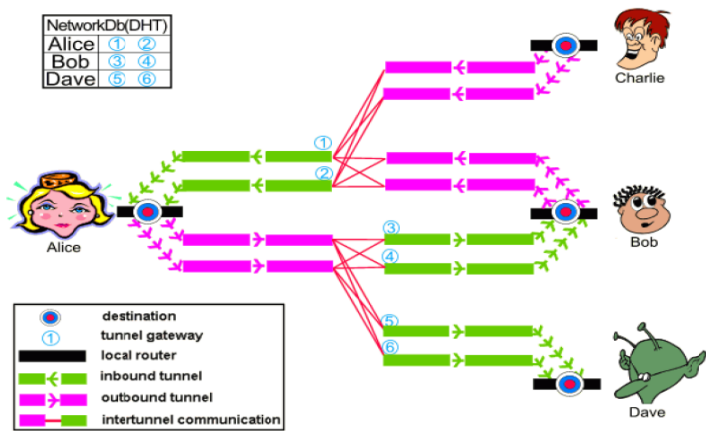 NetworkDb(DHT)
Alice 1 2
Bob 3 4
Dave 5 6
Charlie
1
2
Alice
3
4
Bob
5
6
Dave
destination
1 tunnel gateway
local router
inbound tunnel
outbound tunnel
intertunnel communication